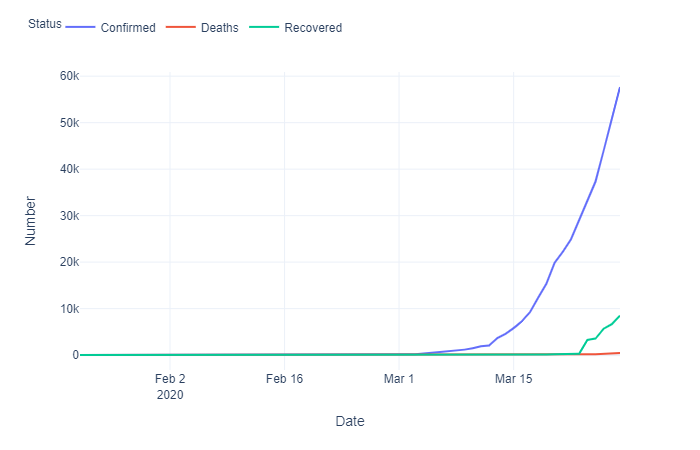 Status Confirmed Deaths Recovered
60k
50k
40k
30k
20k
10k
0
Number
Feb 2 Feb 16 Mar 1 Mar 15
2020
Date